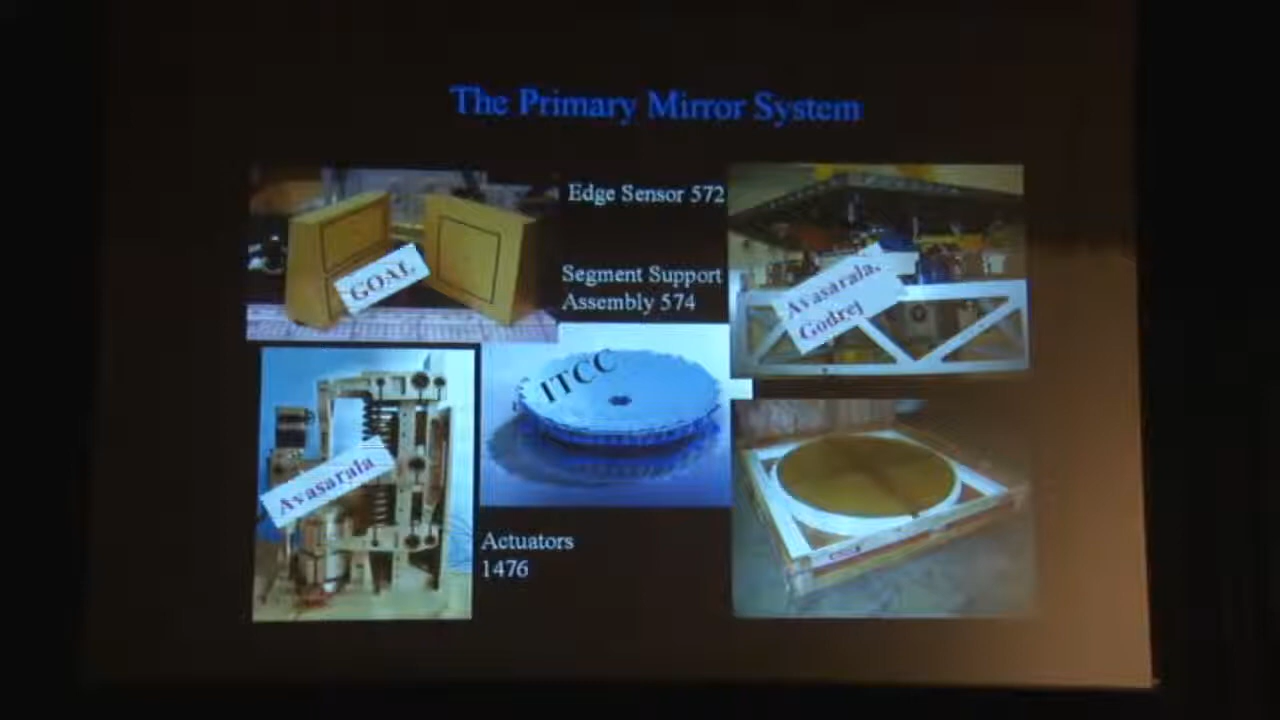 The Primary Mirror System
Edge Sensor 572
GOAL
Segment Support
Assembly 574
Avasarala,
Godrej
ITCC
Avasarala
Actuators
1476